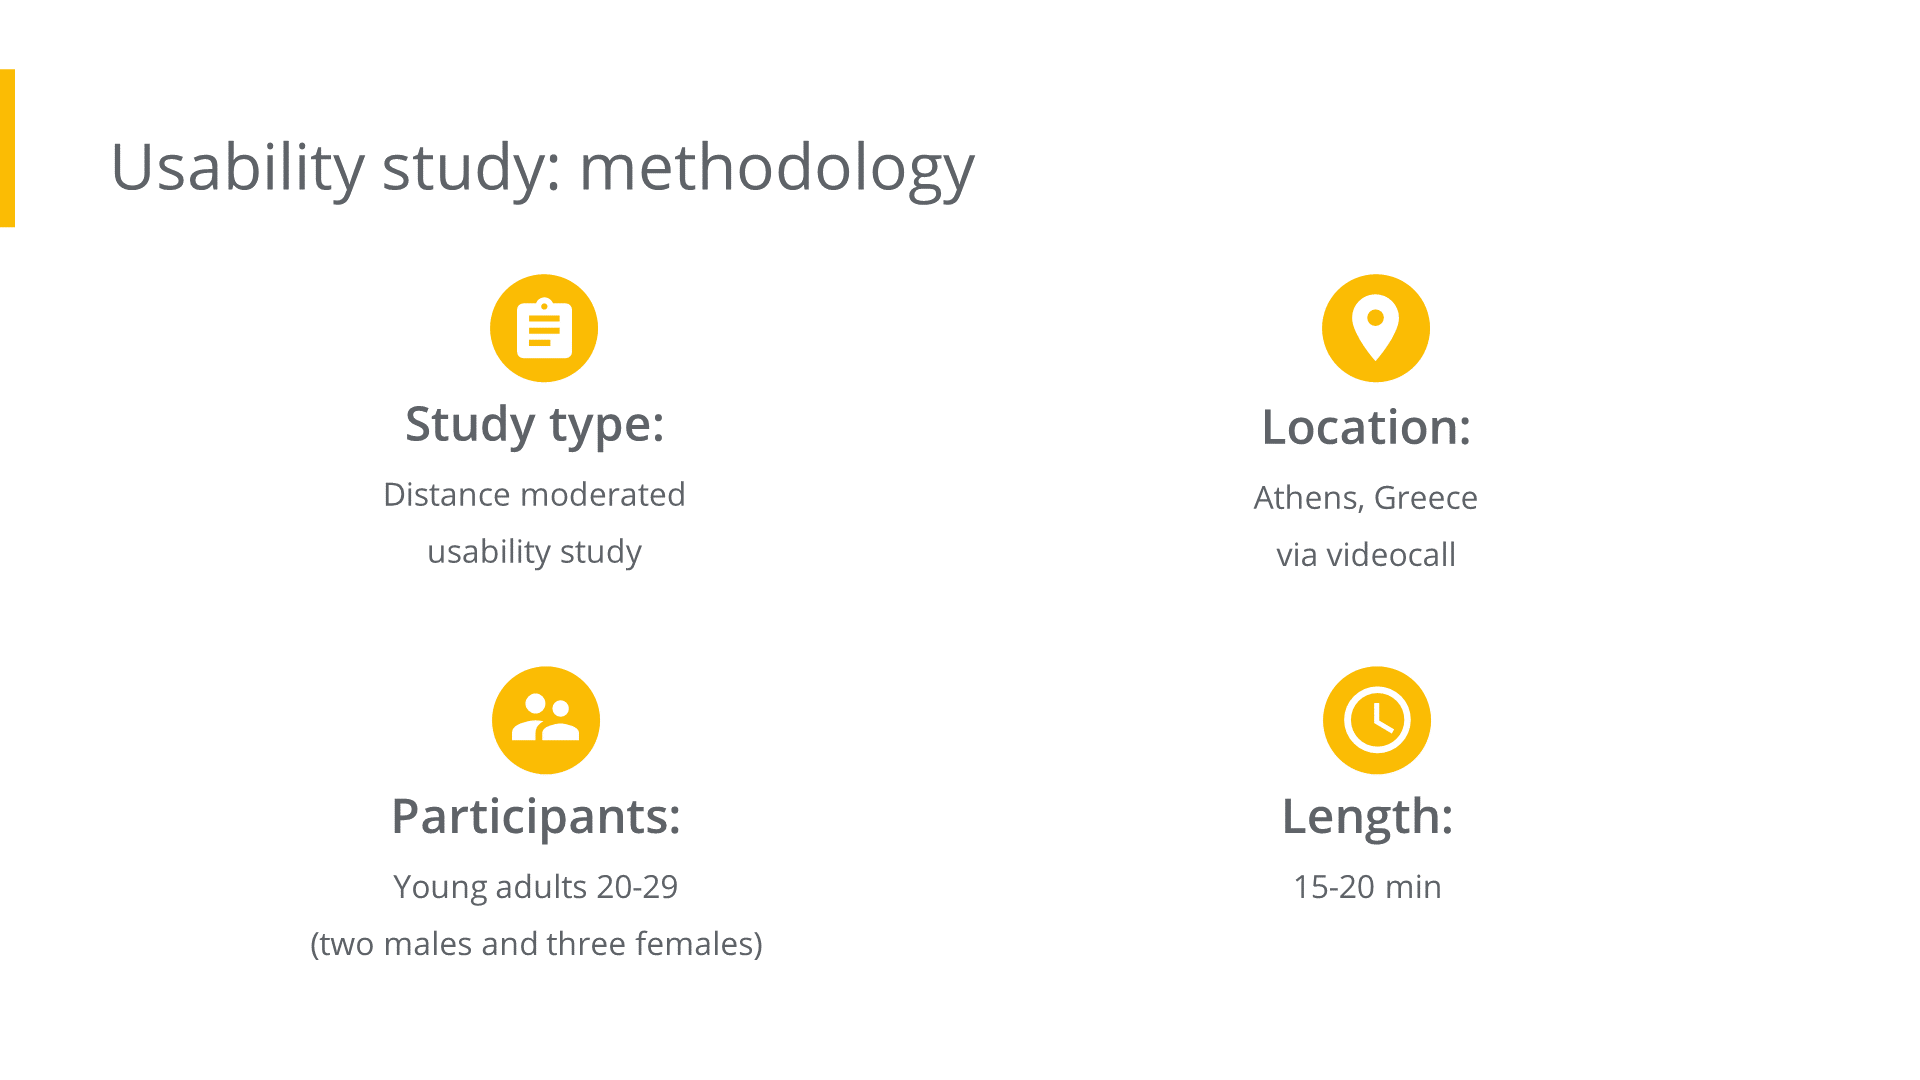 Usability study: methodology
Study type:
Distance moderated
usability study
Location:
Athens, Greece
via videocall
Participants:
Young adults 20-29
(two males and three females)
Length:
15-20 min